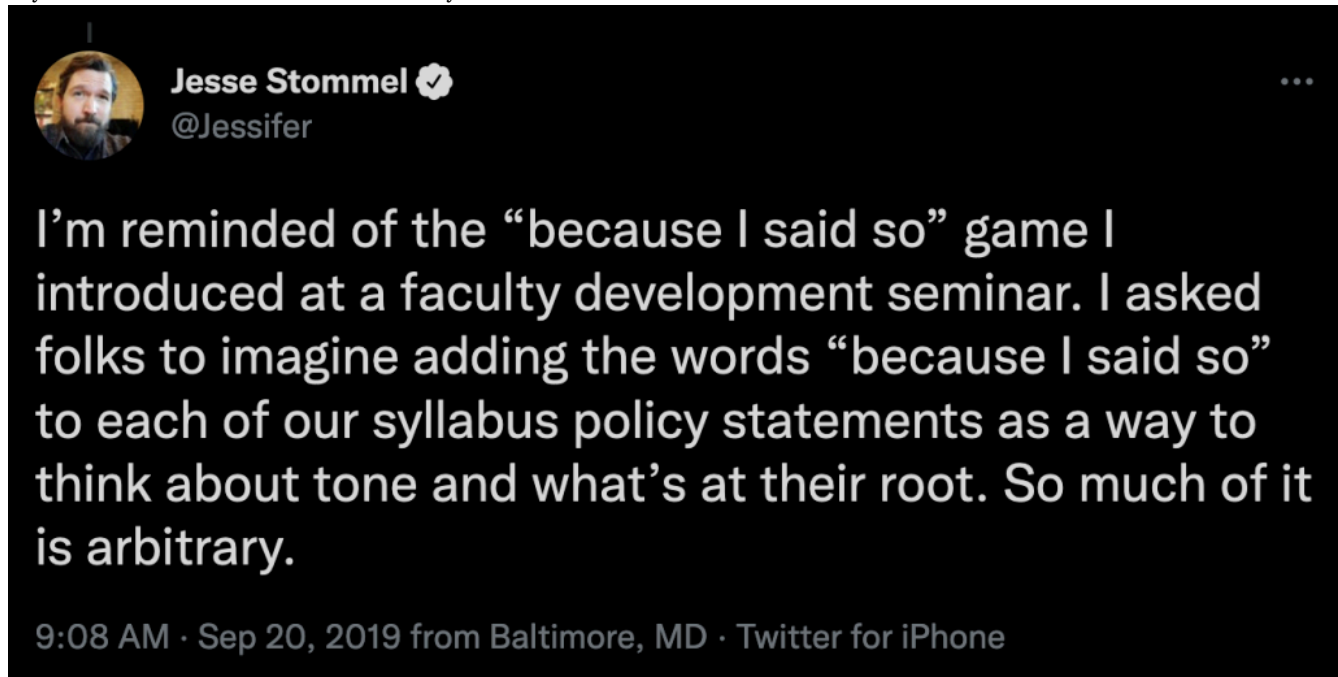 Jesse Stommel
@Jessifer
I’m reminded of the “because I said so” game I
introduced at a faculty development seminar. I asked
folks to imagine adding the words “because I said so”
to each of our syllabus policy statements as a way to
think about tone and what’s at their root. So much of it
is arbitrary.
9:08 AM · Sep 20, 2019 from Baltimore, MD · Twitter for iPhone